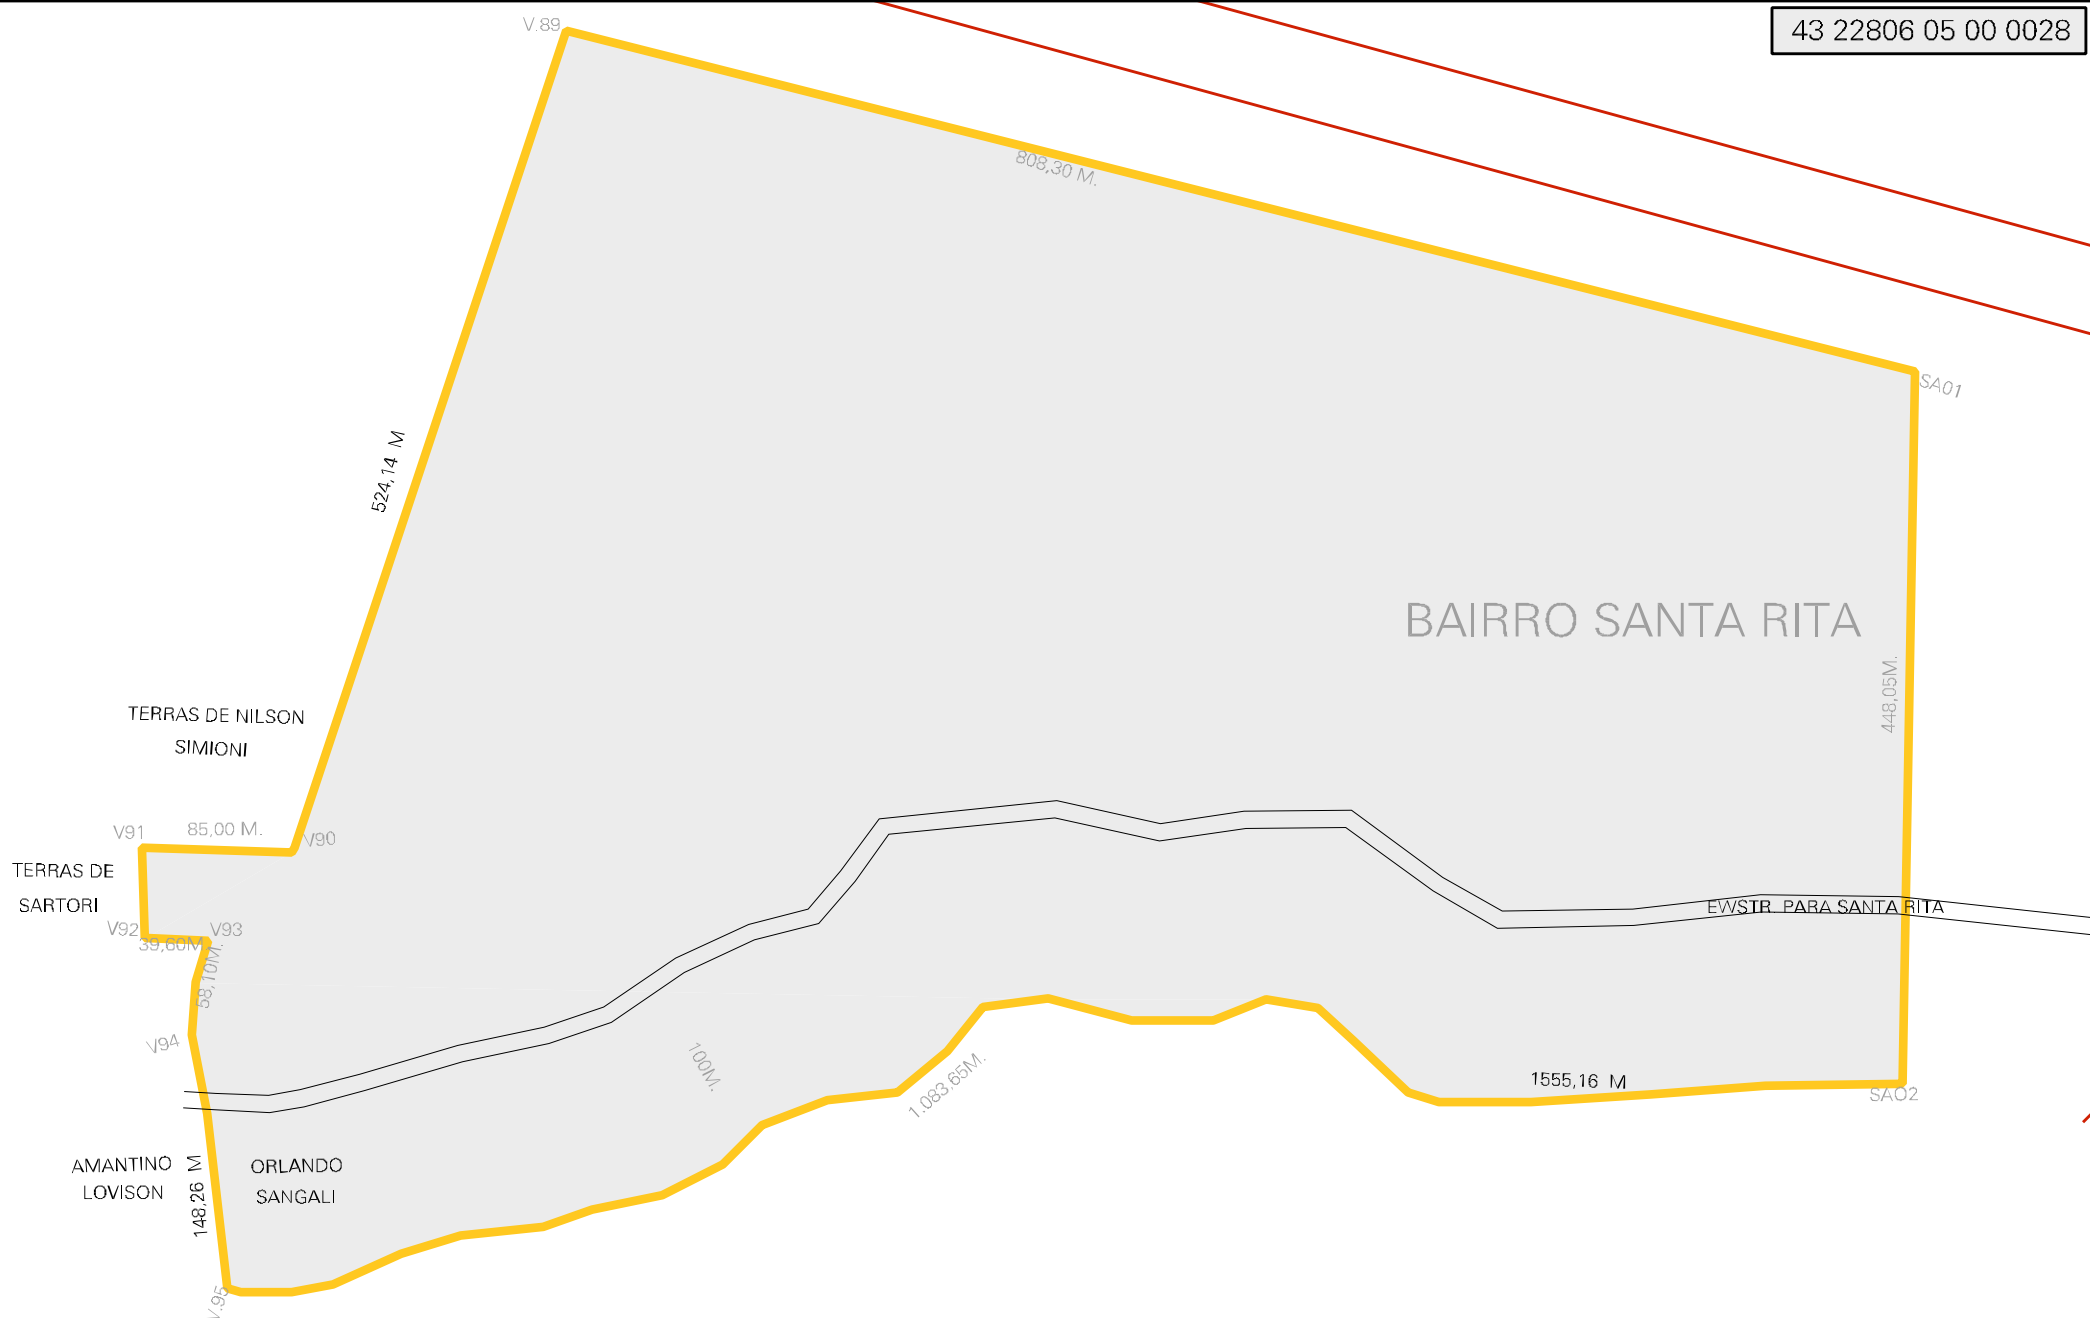 V.89
43 22806 05 00 0028
808,30 M.
SA01
524,14 M
BAIRRO SANTA RITA
448,05M.
TERRAS DE NILSON
SIMIONI
V91
85,00 M.
V90
TERRAS DE
SARTORI
V92
39,60M.
V93
58,10M.
EWSTR. PARA SANTA RITA
V94
100M.
1.083,65M.
1555,16 M
SAO2
AMANTINO
LOVISON
148,26 M
ORLANDO
SANGALI
V.95